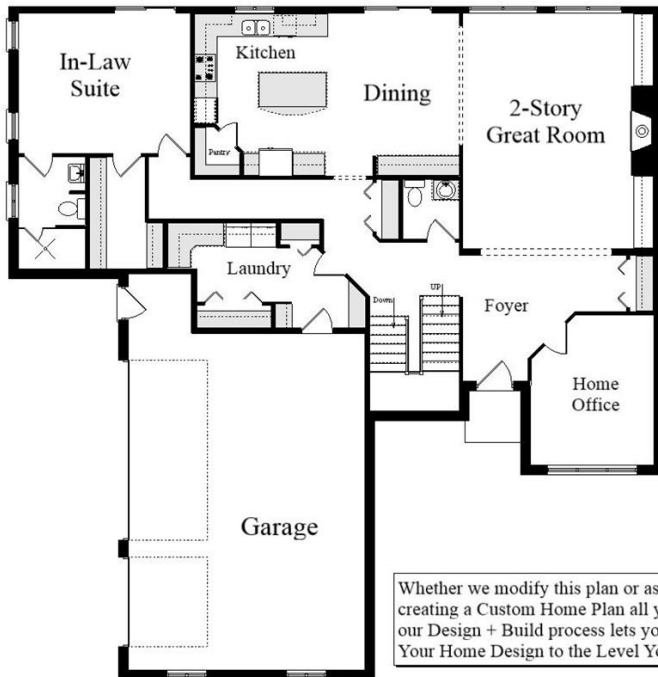 In-Law
Suite
Kitchen
Dining
2-Story
Great Room
Pantry
Laundry
Down
UP
Foyer
Home
Office
Garage
Whether we modify this plan or as
creating a Custom Home Plan all y
our Design + Build process lets yo
Your Home Design to the Level Yo